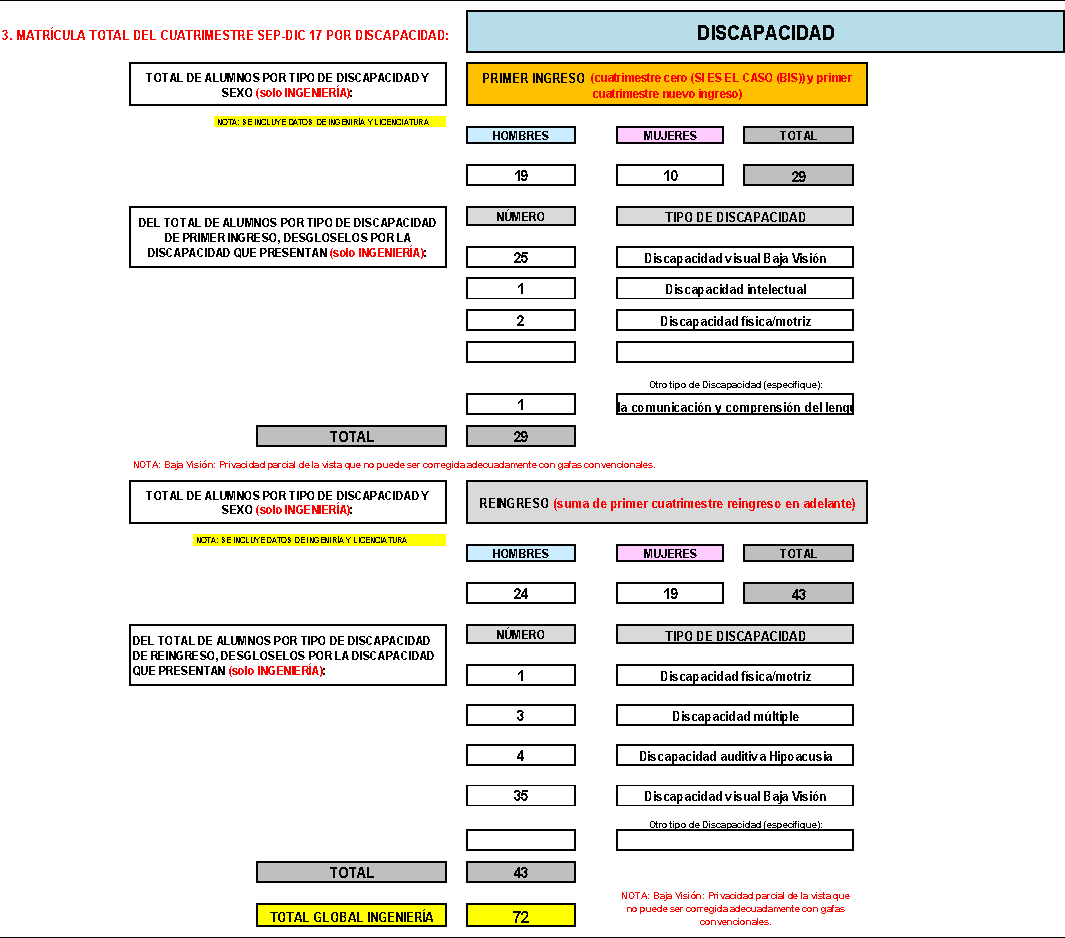 3. MATRÍCULA TOTAL DEL CUATRIMESTRE SEP-DIC 17 POR DISCAPACIDAD:
DISCAPACIDAD
TOTAL DE ALUMNOS POR TIPO DE DISCAPACIDAD Y
SEXO (solo INGENIERÍA):
PRIMER INGRESO (cuatrimestre cero (SI ES EL CASO (BIS)) y primer
cuatrimestre nuevo ingreso)
NOTA: SE INCLUYE DATOS DE INGENIRÍA Y LICENCIATURA
HOMBRES MUJERES TOTAL
19 10 29
DEL TOTAL DE ALUMNOS POR TIPO DE DISCAPACIDAD
DE PRIMER INGRESO, DESGLOSELOS POR LA
DISCAPACIDAD QUE PRESENTAN (solo INGENIERÍA):
NÚMERO TIPO DE DISCAPACIDAD
25 Discapacidad visual Baja Visión
1 Discapacidad intelectual
2 Discapacidad física/motriz
Otro tipo de Discapacidad (especifique):
1 la comunicación y comprensión del leng
TOTAL 29
NOTA: Baja Visión: Privacidad parcial de la vista que no puede ser corregida adecuadamente con gafas convencionales.
TOTAL DE ALUMNOS POR TIPO DE DISCAPACIDAD Y
SEXO (solo INGENIERÍA):
REINGRESO (suma de primer cuatrimestre reingreso en adelante)
NOTA: SE INCLUYE DATOS DE INGENIRÍA Y LICENCIATURA
HOMBRES MUJERES TOTAL
24 19 43
DEL TOTAL DE ALUMNOS POR TIPO DE DISCAPACIDAD
DE REINGRESO, DESGLOSELOS POR LA DISCAPACIDAD
QUE PRESENTAN (solo INGENIERÍA):
NÚMERO TIPO DE DISCAPACIDAD
1 Discapacidad física/motriz
3 Discapacidad múltiple
4 Discapacidad auditiva Hipoacusia
35 Discapacidad visual Baja Visión
Otro tipo de Discapacidad (especifique):
TOTAL 43
TOTAL GLOBAL INGENIERÍA 72
NOTA: Baja Visión: Privacidad parcial de la vista que
no puede ser corregida adecuadamente con gafas
convencionales.